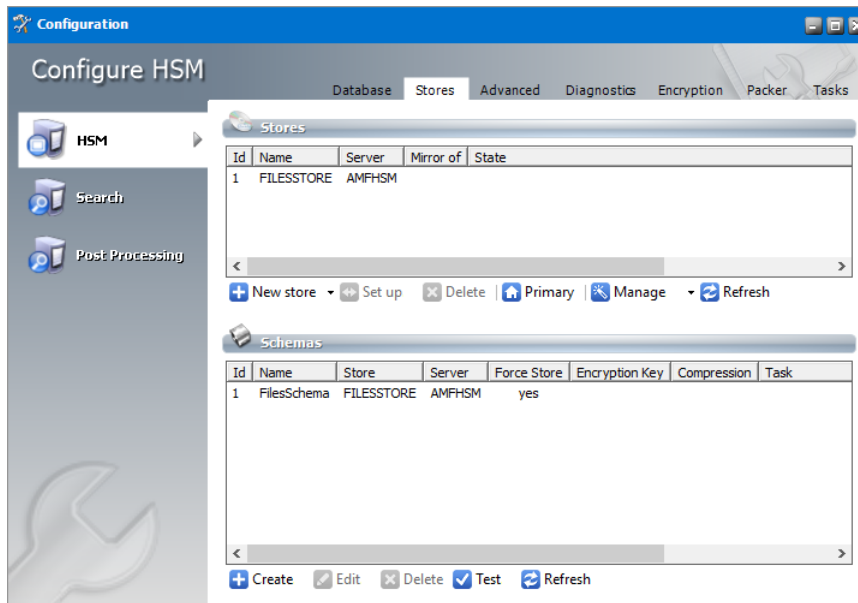 Configuration
Configure HSM
Database Stores Advanced Diagnostics Encryption Packer Tasks
HSM
Search
Post Processing
Stores
Id Name Server Mirror of State
1 FILESSTORE AMFHSM
New store Set up Delete Primary Manage Refresh
Schemas
Id Name Store Server Force Store Encryption Key Compression Task
1 FilesSchema FILESSTORE AMFHSM yes
Create Edit Delete Test Refresh